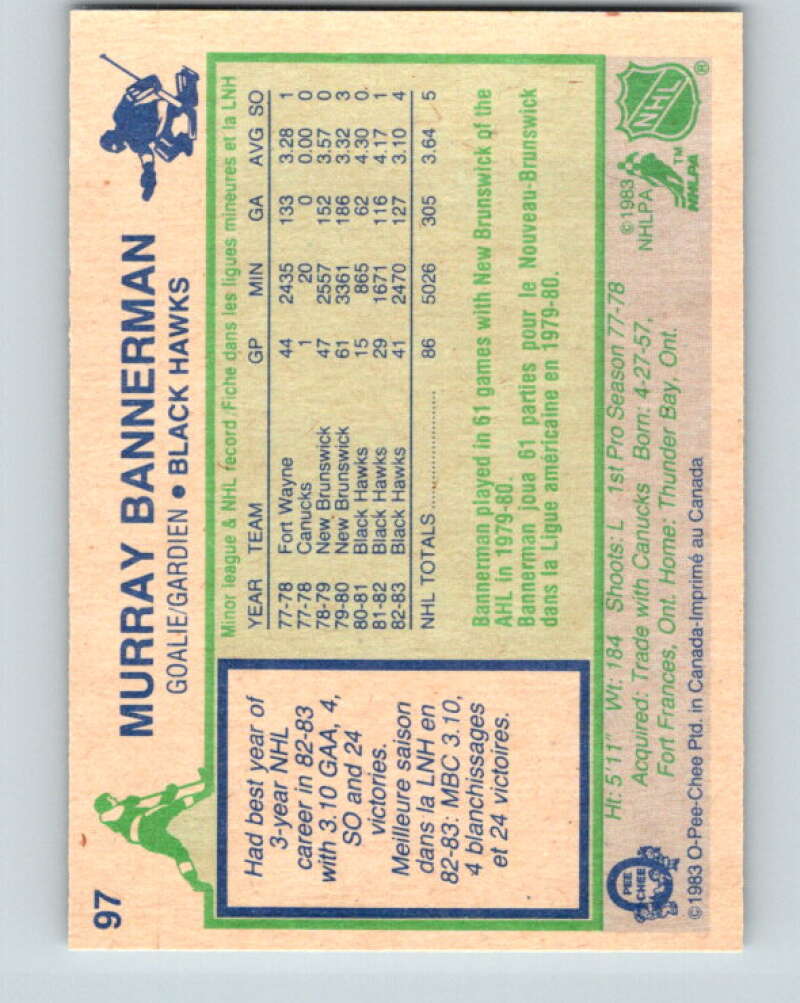 97
MURRAY BANNERMAN
GOALIE/GARDIEN • BLACK HAWKS
Had best year of
3-year NHL
career in 82-83
with 3.10 GAA, 4,
SO and 24
victories.
Meilleure saison
dans la LNH en
82-83: MBC 3.10,
4 blanchissages
et 24 victoires.
Minor league & NHL record/Fiche dans les ligues mineures et la LNH
YEAR TEAM GP MIN GA AVG SO
77-78 Fort Wayne 44 2435 133 3.28 1
77-78 Canucks 1 20 0 0.00 0
78-79 New Brunswick 47 2557 152 3.57 0
79-80 New Brunswick 61 3361 186 3.32 3
80-81 Black Hawks 15 865 62 4.30 0
81-82 Black Hawks 29 1671 116 4.17 1
82-83 Black Hawks 41 2470 127 3.10 4
NHL TOTALS 86 5026 305 3.64 5
Bannerman played in 61 games with New Brunswick of the
AHL in 1979-80.
Bannerman joua 61 parties pour le Nouveau-Brunswick
dans la Ligue américaine en 1979-80.
Ht: 5'11" Wt: 184 Shoots: L 1st Pro Season 77-78
Acquired: Trade with Canucks Born: 4-27-57,
Fort Frances, Ont. Home: Thunder Bay, Ont.
©1983 O-Pee-Chee Ptd. in Canada-Imprimé au Canada
O
PEE
CHEE
©1983
NHLPA
NHLPA™
NHL®